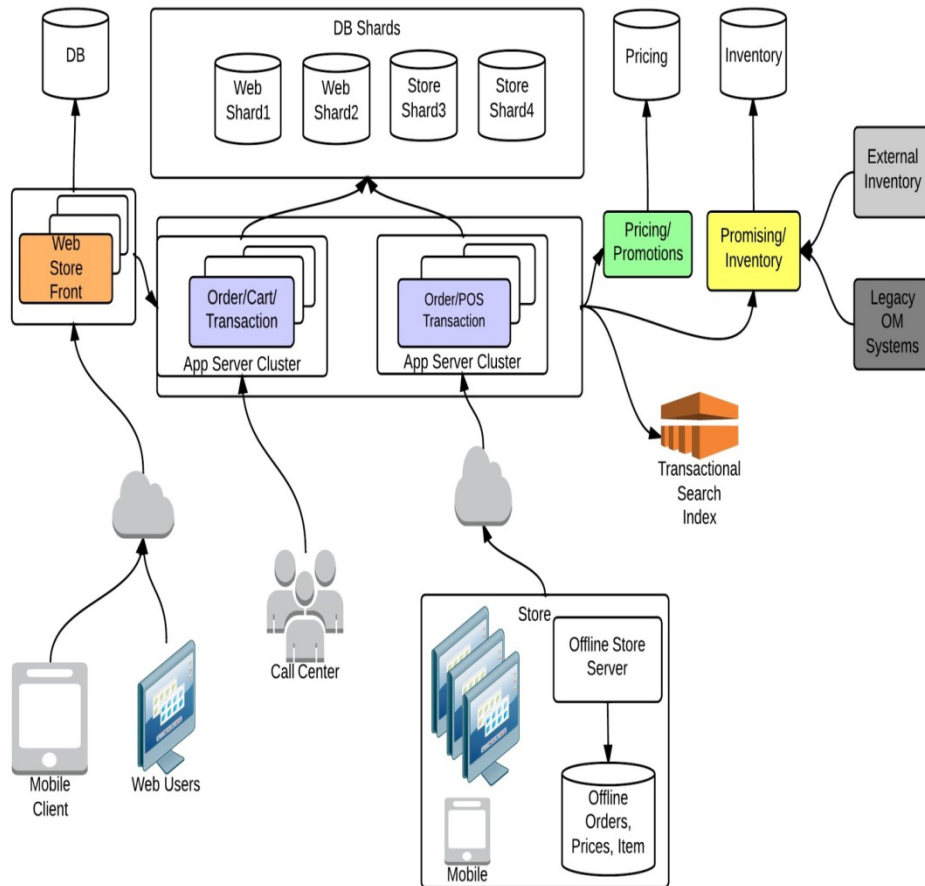 DB
DB Shards
Web
Shard1
Web
Shard2
Store
Shard3
Store
Shard4
Pricing
Inventory
External
Inventory
Web
Store
Front
Order/Cart/
Transaction
App Server Cluster
Order/POS
Transaction
App Server Cluster
Pricing/
Promotions
Promising/
Inventory
Legacy
OM
Systems
Transactional
Search
Index
Mobile
Client
Web Users
Call Center
Store
Offline Store
Server
Offline
Orders,
Prices, Item
Mobile